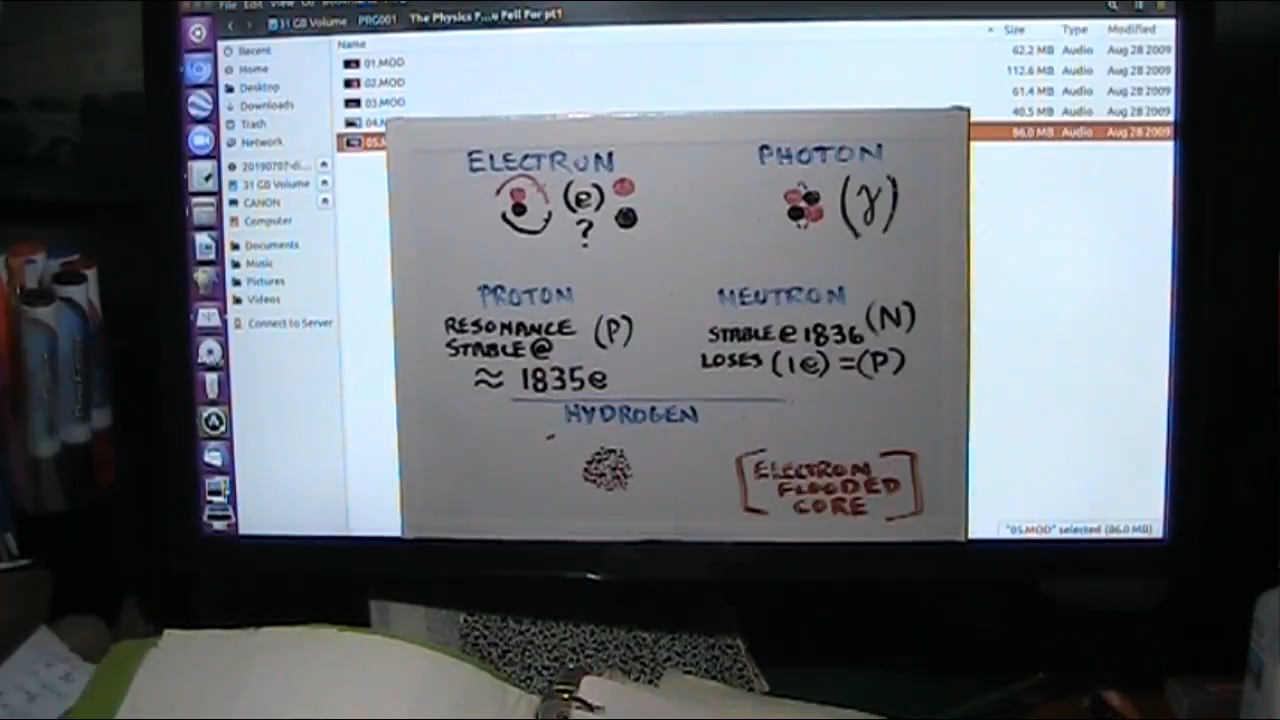 File Edit View Go Bookmarks
31 GB Volume PRG001 The Physics P...u Fell For pt1
Name Size Type Modified
Recent
Home
Desktop
Downloads
Trash
Network
20190707-di...
31 GB Volume
CANON
Computer
Documents
Music
Pictures
Videos
Connect to Server
01.MOD 62.2 MB Audio Aug 28 2009
02.MOD 112.6 MB Audio Aug 28 2009
03.MOD 61.4 MB Audio Aug 28 2009
04. 40.5 MB Audio Aug 28 2009
05. 86.0 MB Audio Aug 28 2009
ELECTRON
(e)
?
PHOTON
(γ)
PROTON
RESONANCE (P)
STABLE @
≈ 1835e
NEUTRON
STABLE @ 1836 (N)
LOSES (1e) = (P)
HYDROGEN
[ELECTRON
FLOODED
CORE]
"05.MOD" selected (86.0 MB)